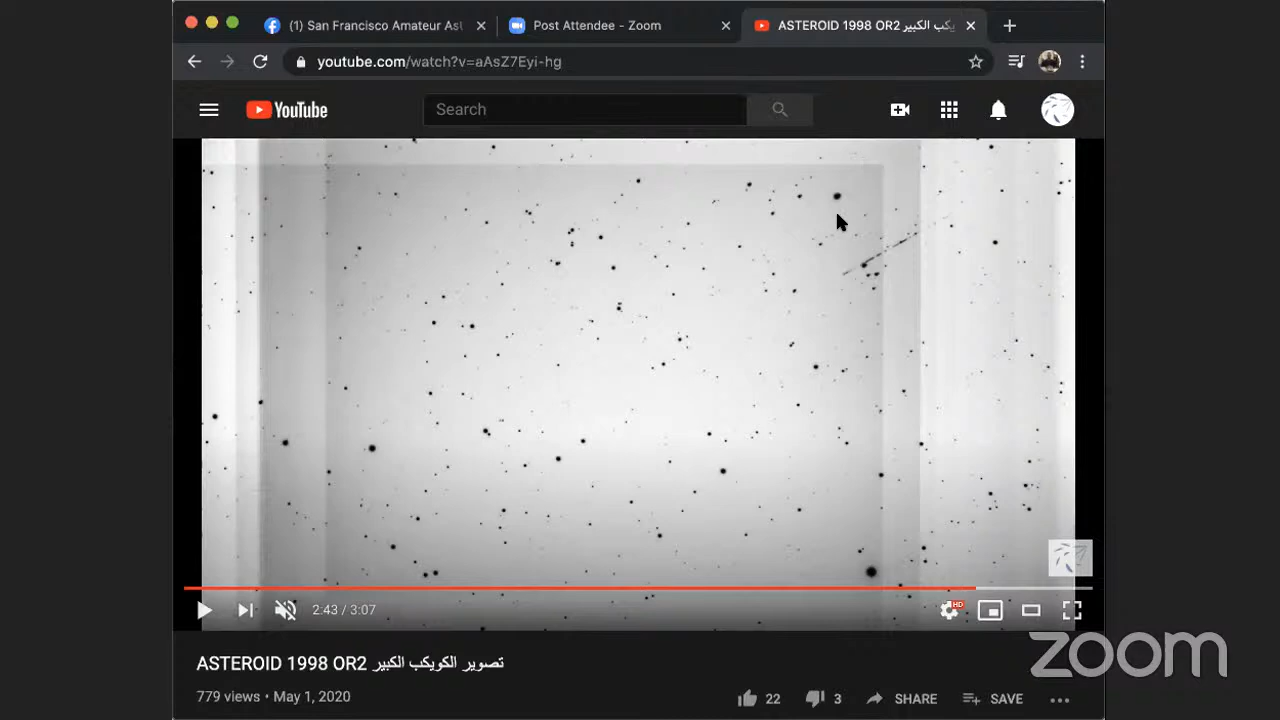 (1) San Francisco Amateur Ast
Post Attendee - Zoom
ASTEROID 1998 OR2 تصوير الكويكب الكبير
youtube.com/watch?v=aAsZ7Eyi-hg
YouTube
Search
2:43 / 3:07
HD
zoom
ASTEROID 1998 OR2 تصوير الكويكب الكبير
779 views • May 1, 2020
22
3
SHARE
SAVE